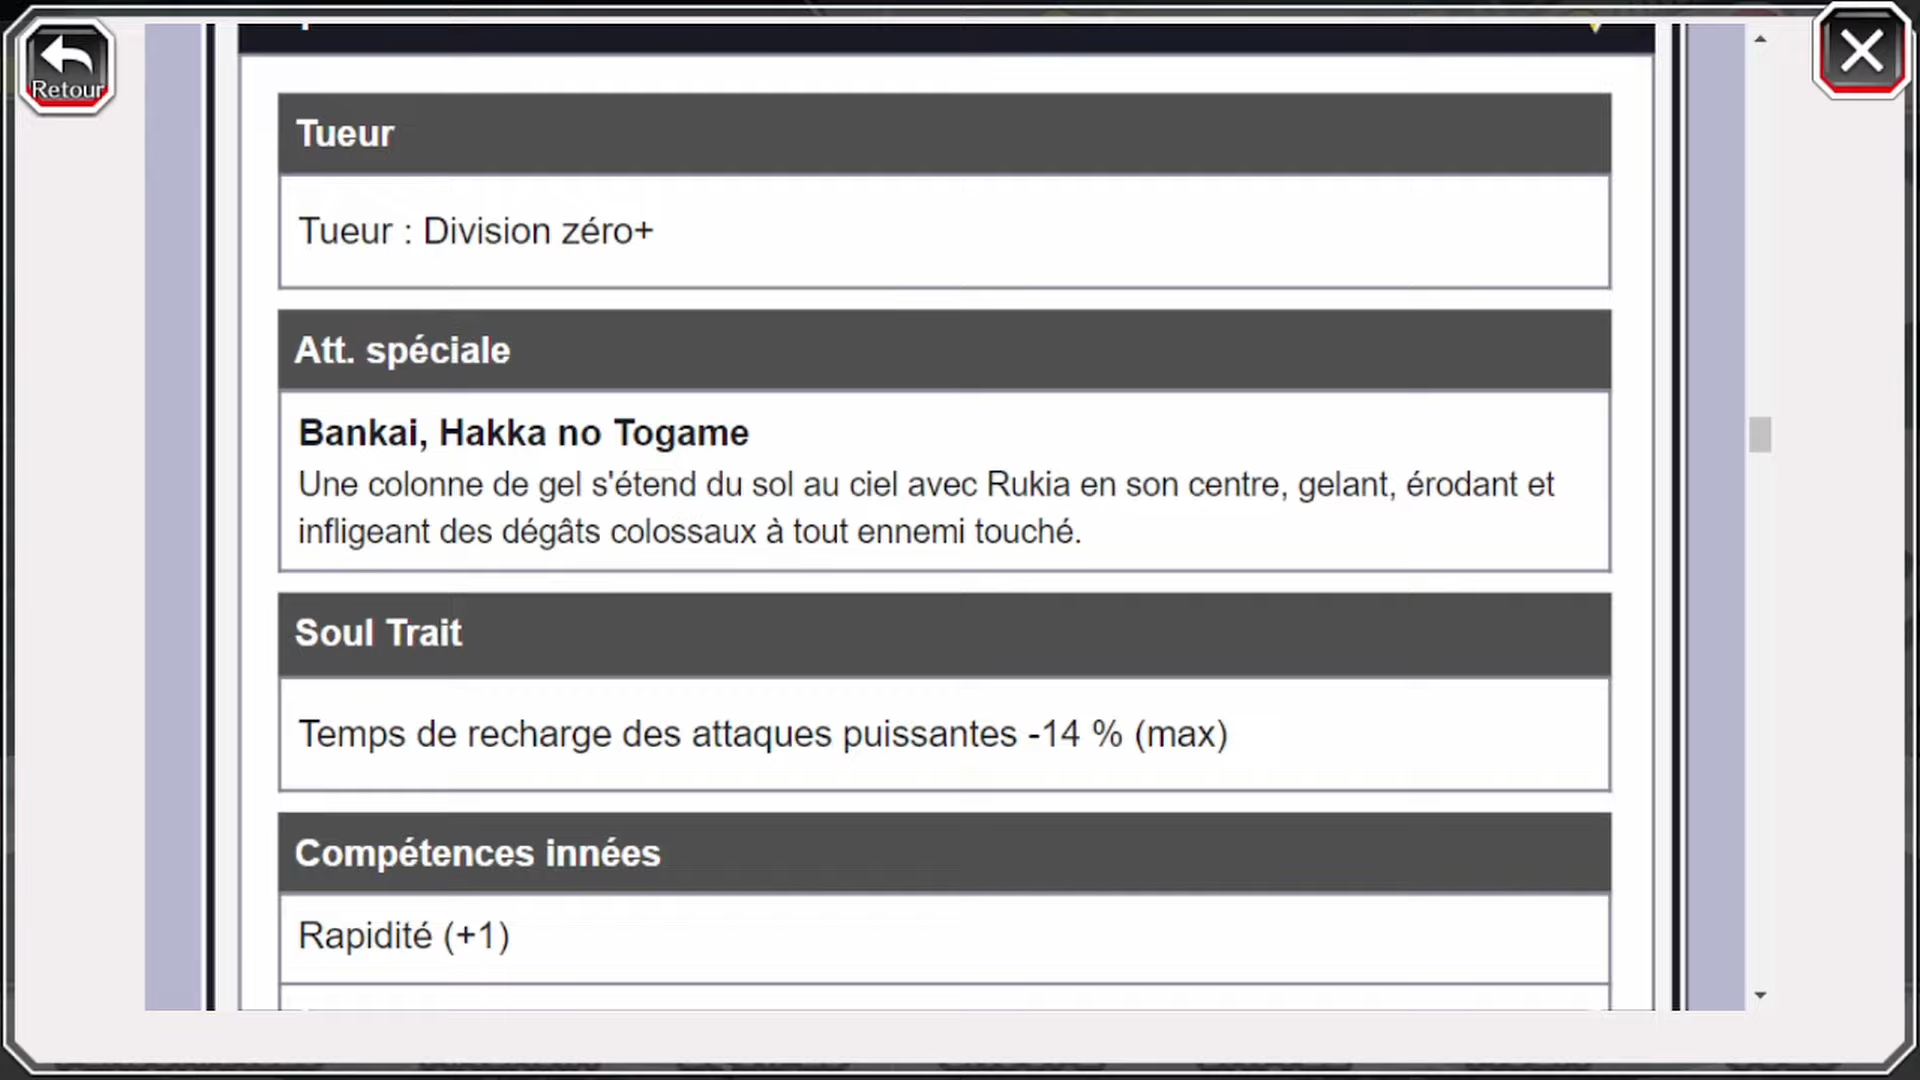 Retour
Tueur
Tueur : Division zéro+
Att. spéciale
Bankai, Hakka no Togame
Une colonne de gel s'étend du sol au ciel avec Rukia en son centre, gelant, érodant et
infligeant des dégâts colossaux à tout ennemi touché.
Soul Trait
Temps de recharge des attaques puissantes -14 % (max)
Compétences innées
Rapidité (+1)